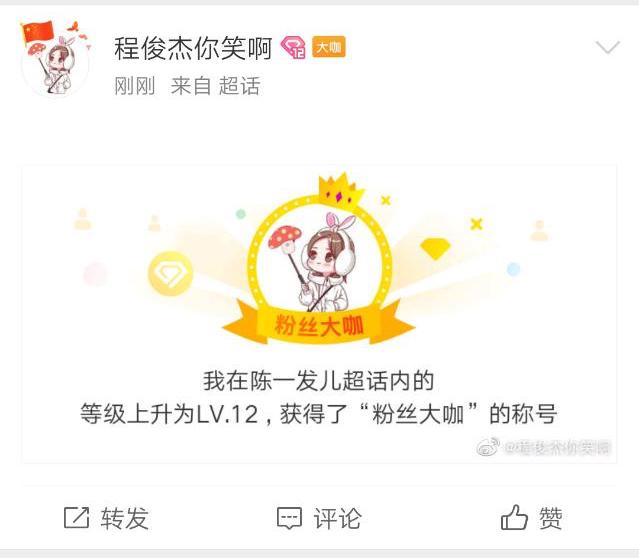 程俊杰你笑啊 12 大咖
刚刚 来自 超话
粉丝大咖
我在陈一发儿超话内的
等级上升为LV.12，获得了“粉丝大咖”的称号
@程俊杰你笑啊
转发 评论 赞